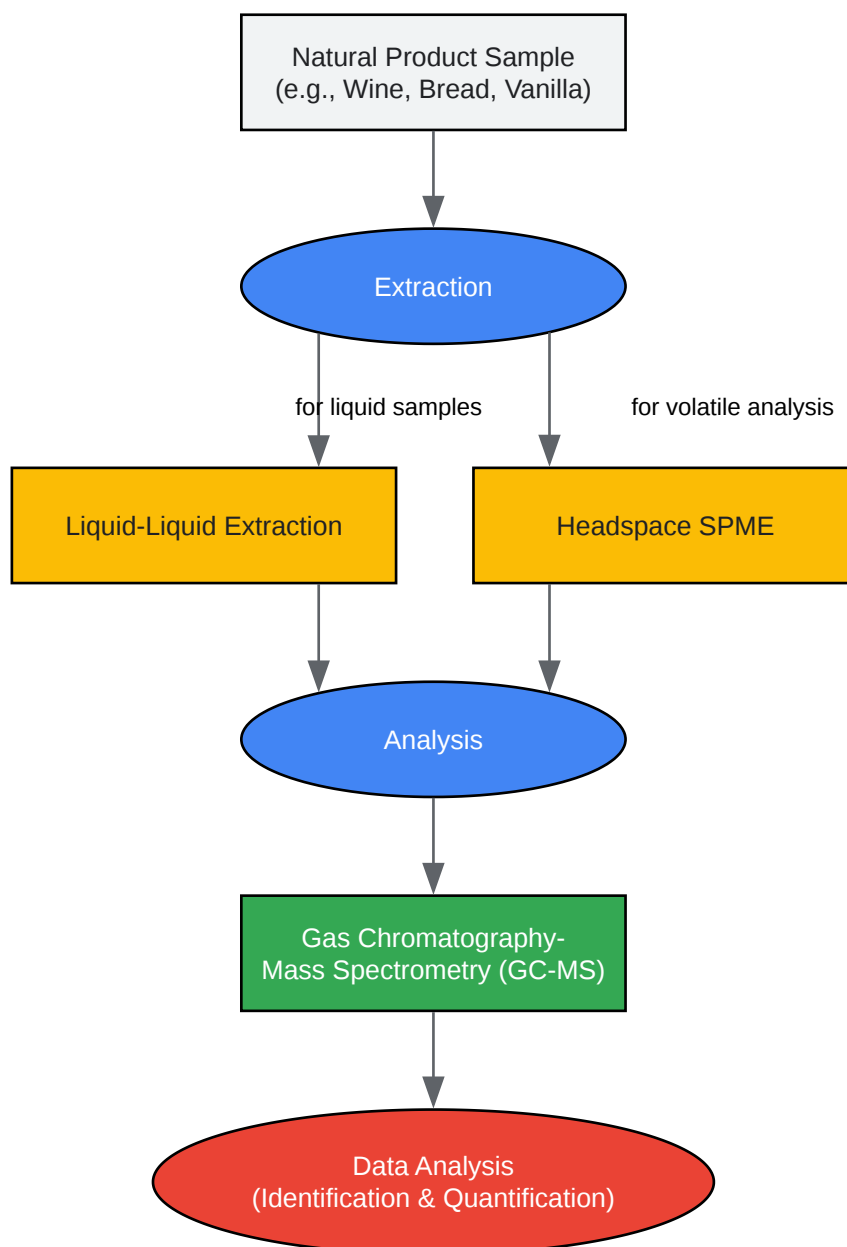 Natural Product Sample
(e.g., Wine, Bread, Vanilla)
Extraction
for liquid samples
for volatile analysis
Liquid-Liquid Extraction
Headspace SPME
Analysis
Gas Chromatography-
Mass Spectrometry (GC-MS)
Data Analysis
(Identification & Quantification)